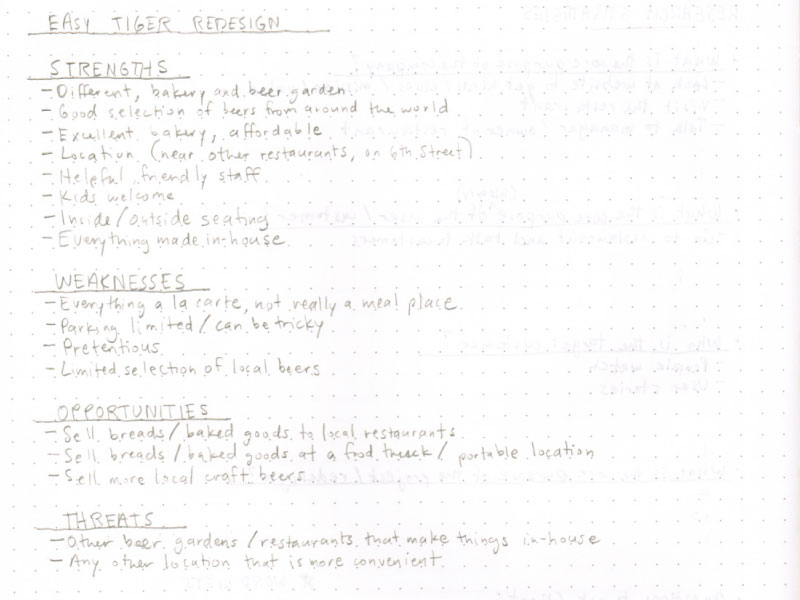 EASY TIGER REDESIGN
STRENGTHS
- Different, bakery and beer garden
- Good selection of beers from around the world
- Excellent bakery, affordable
- Location (near other restaurants, on 6th Street)
- Helpful, friendly staff
- Kids welcome
- Inside/outside seating
- Everything made in-house
WEAKNESSES
- Everything a la carte, not really a meal place
- Parking limited/can be tricky
- Pretentious
- Limited selection of local beers
OPPORTUNITIES
- Sell breads/baked goods to local restaurants
- Sell breads/baked goods at a food truck/portable location
- Sell more local craft beers
THREATS
- Other beer gardens/restaurants that make things in-house
- Any other location that is more convenient